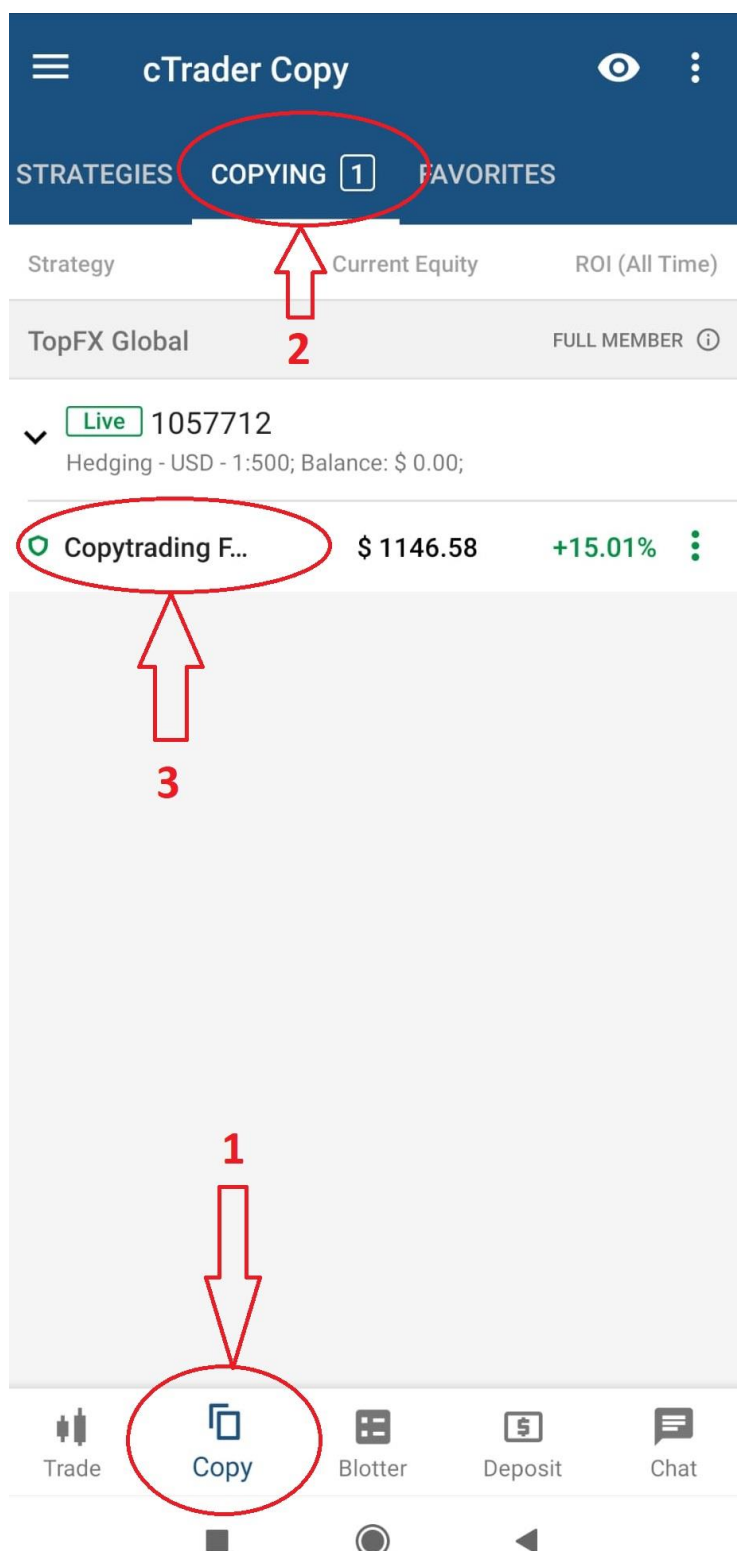 cTrader Copy
STRATEGIES COPYING 1 FAVORITES
Strategy Current Equity ROI (All Time)
2
TopFX Global FULL MEMBER
Live 1057712
Hedging - USD - 1:500; Balance: $ 0.00;
Copytrading F... $ 1146.58 +15.01%
3
1
Trade Copy Blotter Deposit Chat